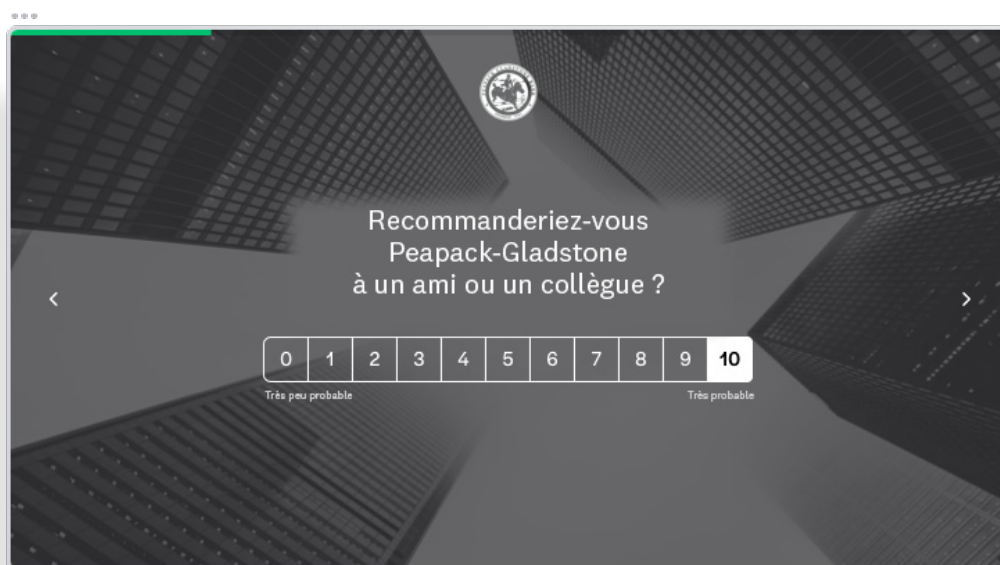 Recommanderiez-vous
Peapack-Gladstone
à un ami ou un collègue ?
0 1 2 3 4 5 6 7 8 9 10
Très peu probable Très probable